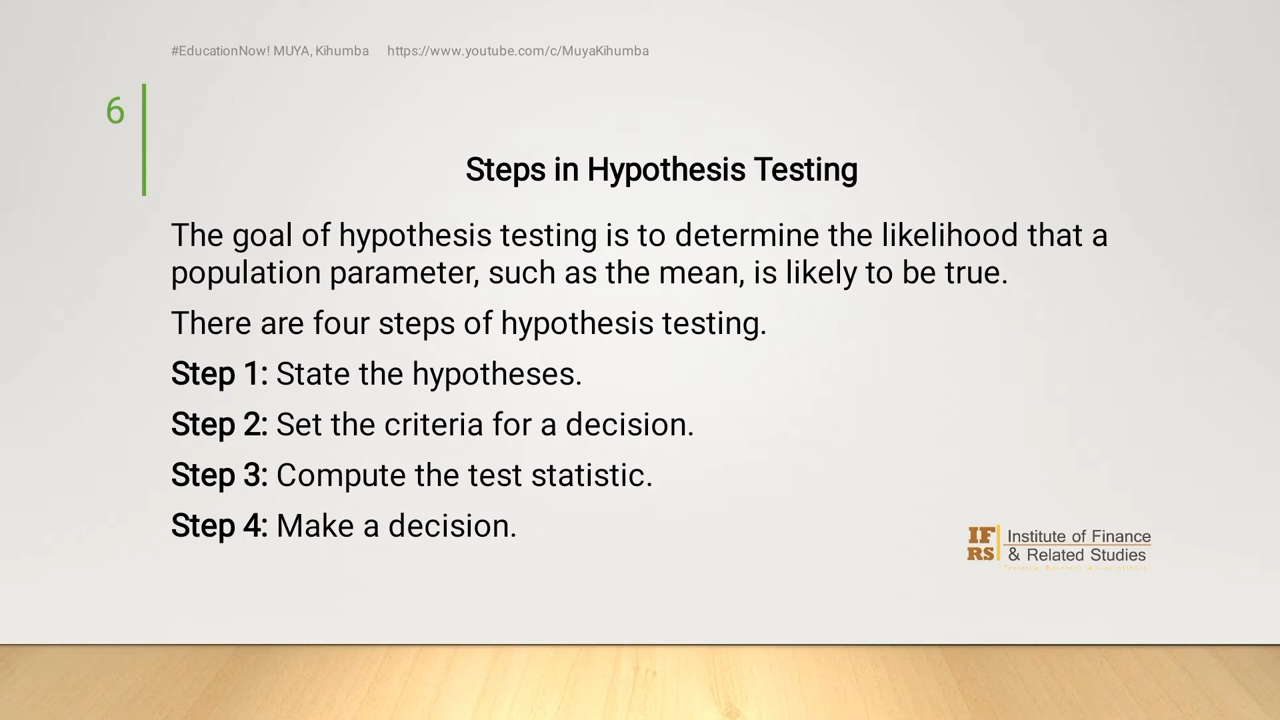 #EducationNow! MUYA, Kihumba https://www.youtube.com/c/MuyaKihumba
6
Steps in Hypothesis Testing
The goal of hypothesis testing is to determine the likelihood that a
population parameter, such as the mean, is likely to be true.
There are four steps of hypothesis testing.
Step 1: State the hypotheses.
Step 2: Set the criteria for a decision.
Step 3: Compute the test statistic.
Step 4: Make a decision.
IF
RS
Institute of Finance
& Related Studies